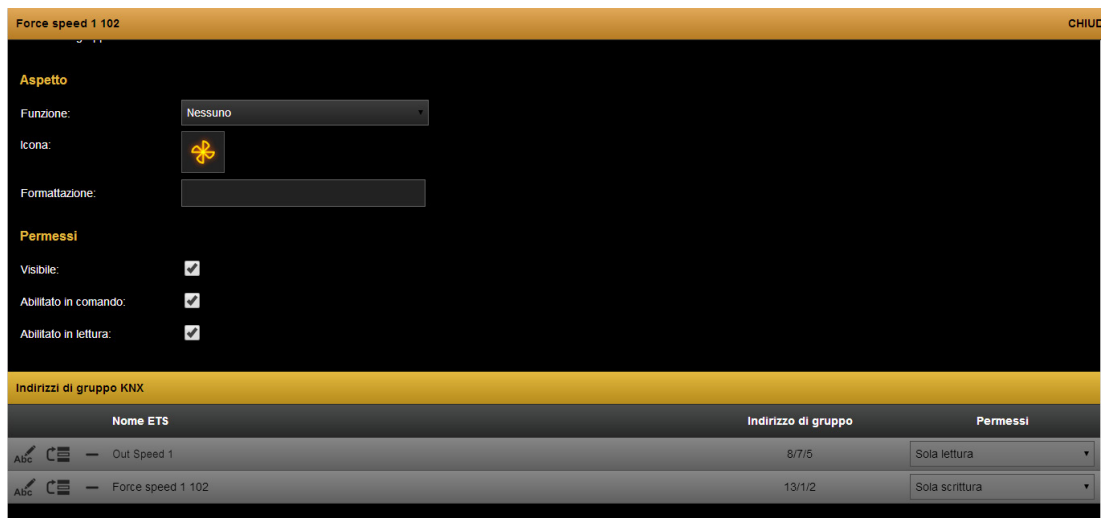 Force speed 1 102 CHIUD
Aspetto
Funzione: Nessuno
Icona:
Formattazione:
Permessi
Visibile:
Abilitato in comando:
Abilitato in lettura:
Indirizzi di gruppo KNX
Nome ETS Indirizzo di gruppo Permessi
Abc Out Speed 1 8/7/5 Sola lettura
Abc Force speed 1 102 13/1/2 Sola scrittura